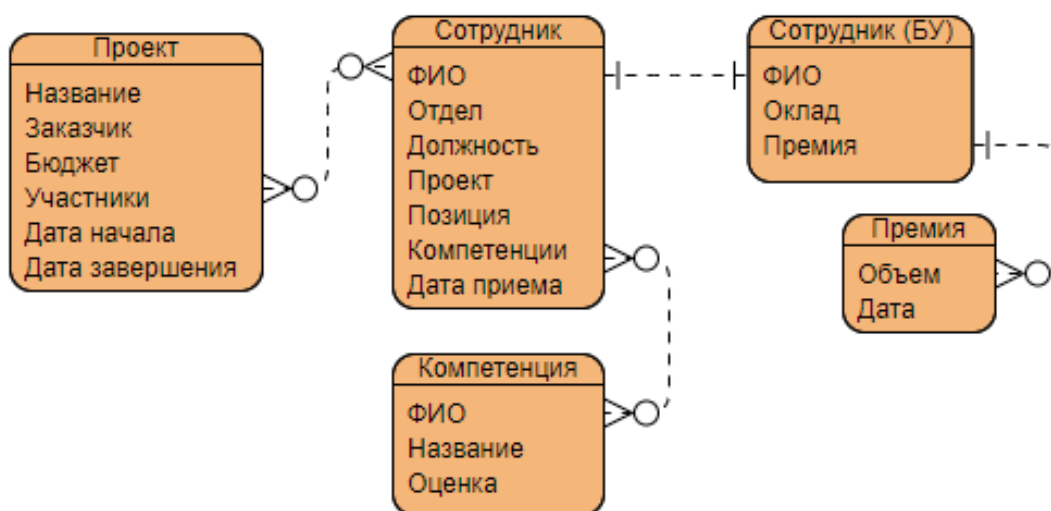 Проект
Название
Заказчик
Бюджет
Участники
Дата начала
Дата завершения
Сотрудник
ФИО
Отдел
Должность
Проект
Позиция
Компетенции
Дата приема
Сотрудник (БУ)
ФИО
Оклад
Премия
Премия
Объем
Дата
Компетенция
ФИО
Название
Оценка